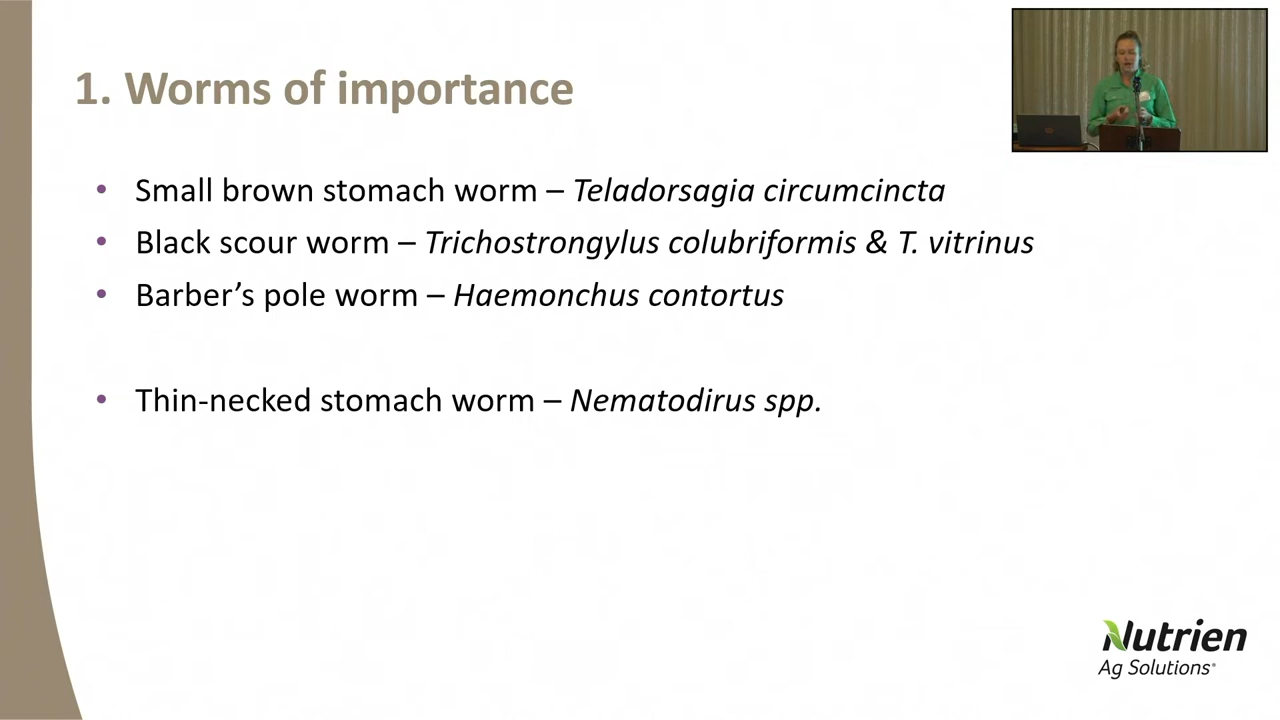 1. Worms of importance
• Small brown stomach worm – Teladorsagia circumcincta
• Black scour worm – Trichostrongylus colubriformis & T. vitrinus
• Barber’s pole worm – Haemonchus contortus
• Thin-necked stomach worm – Nematodirus spp.
Nutrien
Ag Solutions®